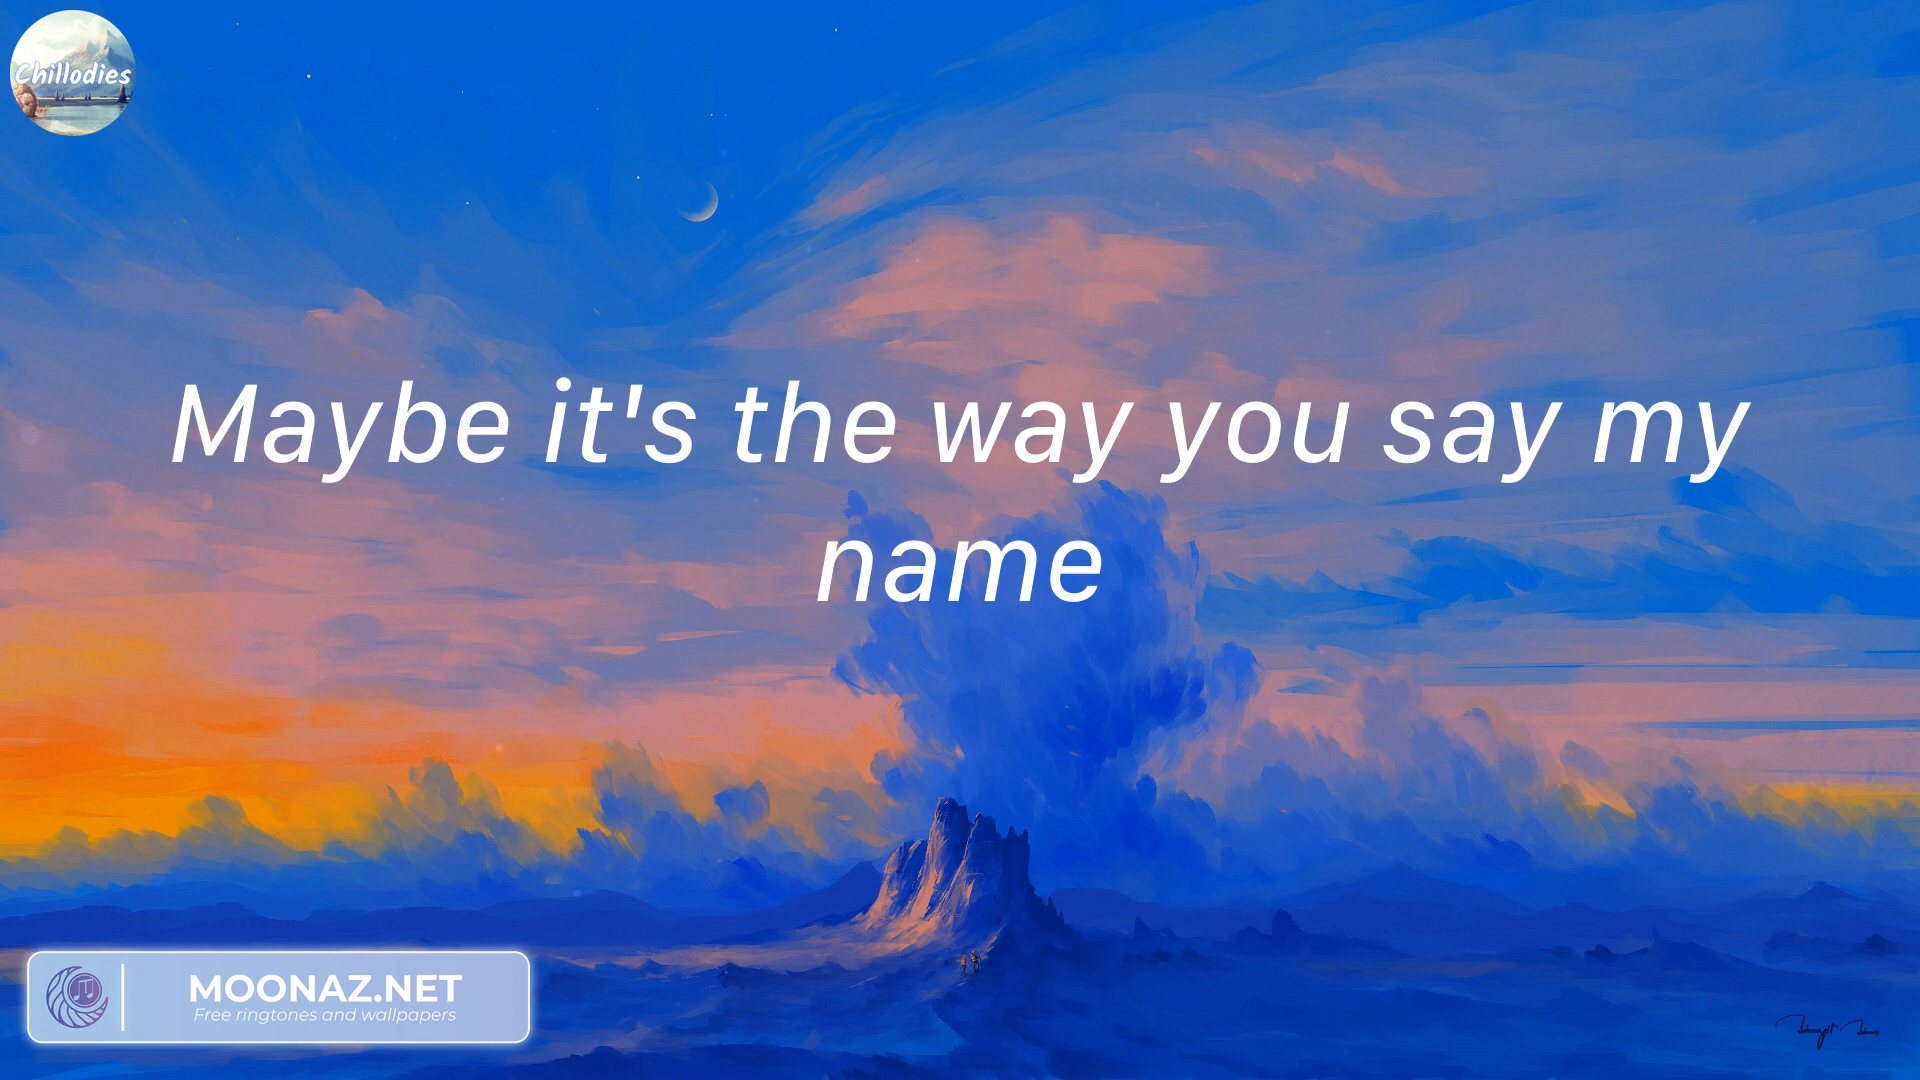 Chillodies
Maybe it's the way you say my
name
MOONAZ.NET
Free ringtones and wallpapers